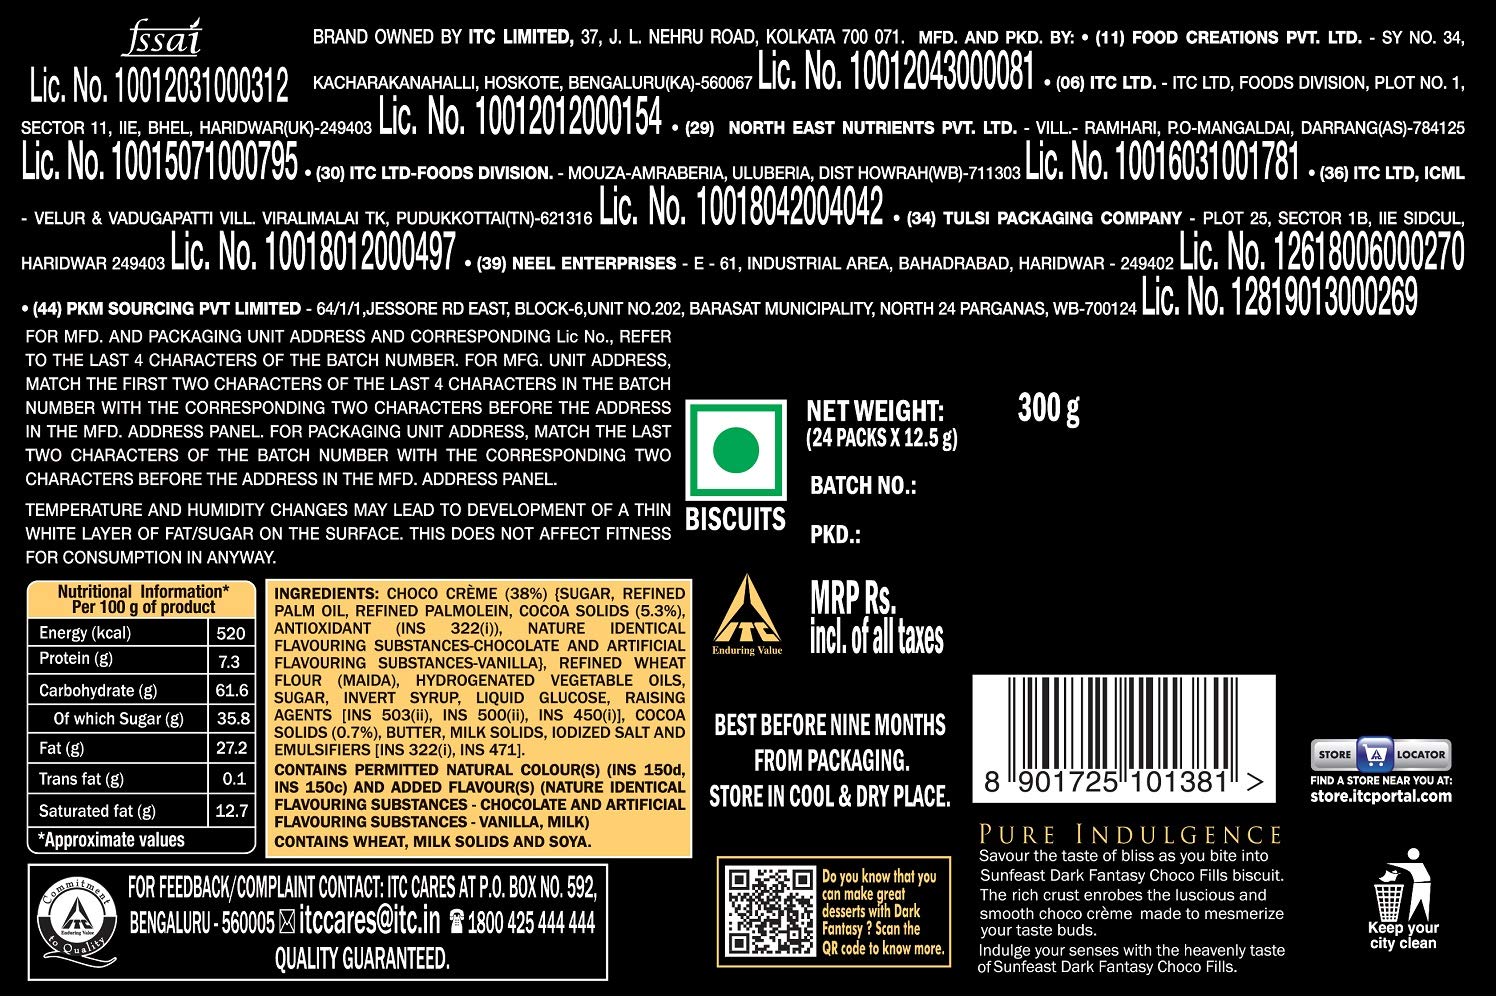 fssai
Lic. No. 10012031000312
BRAND OWNED BY ITC LIMITED, 37, J. L. NEHRU ROAD, KOLKATA 700 071. MFD. AND PKD. BY: • (11) FOOD CREATIONS PVT. LTD. - SY NO. 34,
KACHARAKANAHALLI, HOSKOTE, BENGALURU(KA)-560067 Lic. No. 10012043000081 • (06) ITC LTD. - ITC LTD, FOODS DIVISION, PLOT NO. 1,
SECTOR 11, IIE, BHEL, HARIDWAR(UK)-249403 Lic. No. 10012012000154 • (29) NORTH EAST NUTRIENTS PVT. LTD. - VILL.- RAMHARI, P.O-MANGALDAI, DARRANG(AS)-784125
Lic. No. 10015071000795 • (30) ITC LTD-FOODS DIVISION. - MOUZA-AMRABERIA, ULUBERIA, DIST HOWRAH(WB)-711303 Lic. No. 10016031001781 • (36) ITC LTD, ICML
- VELUR & VADUGAPATTI VILL. VIRALIMALAI TK, PUDUKKOTTAI(TN)-621316 Lic. No. 10018042004042 • (34) TULSI PACKAGING COMPANY - PLOT 25, SECTOR 1B, IIE SIDCUL,
HARIDWAR 249403 Lic. No. 10018012000497 • (39) NEEL ENTERPRISES - E - 61, INDUSTRIAL AREA, BAHADRABAD, HARIDWAR - 249402 Lic. No. 12618006000270
• (44) PKM SOURCING PVT LIMITED - 64/1/1,JESSORE RD EAST, BLOCK-6,UNIT NO.202, BARASAT MUNICIPALITY, NORTH 24 PARGANAS, WB-700124 Lic. No. 12819013000269
FOR MFD. AND PACKAGING UNIT ADDRESS AND CORRESPONDING Lic No., REFER
TO THE LAST 4 CHARACTERS OF THE BATCH NUMBER. FOR MFG. UNIT ADDRESS,
MATCH THE FIRST TWO CHARACTERS OF THE LAST 4 CHARACTERS IN THE BATCH
NUMBER WITH THE CORRESPONDING TWO CHARACTERS BEFORE THE ADDRESS
IN THE MFD. ADDRESS PANEL. FOR PACKAGING UNIT ADDRESS, MATCH THE LAST
TWO CHARACTERS OF THE BATCH NUMBER WITH THE CORRESPONDING TWO
CHARACTERS BEFORE THE ADDRESS IN THE MFD. ADDRESS PANEL.
TEMPERATURE AND HUMIDITY CHANGES MAY LEAD TO DEVELOPMENT OF A THIN
WHITE LAYER OF FAT/SUGAR ON THE SURFACE. THIS DOES NOT AFFECT FITNESS
FOR CONSUMPTION IN ANYWAY.
BISCUITS
NET WEIGHT: 300 g
(24 PACKS X 12.5 g)
BATCH NO.:
PKD.:
MRP Rs.
incl. of all taxes
ITC
Enduring Value
Nutritional Information*
Per 100 g of product
Energy (kcal) 520
Protein (g) 7.3
Carbohydrate (g) 61.6
Of which Sugar (g) 35.8
Fat (g) 27.2
Trans fat (g) 0.1
Saturated fat (g) 12.7
*Approximate values
INGREDIENTS: CHOCO CRÈME (38%) {SUGAR, REFINED
PALM OIL, REFINED PALMOLEIN, COCOA SOLIDS (5.3%),
ANTIOXIDANT (INS 322(i)), NATURE IDENTICAL
FLAVOURING SUBSTANCES-CHOCOLATE AND ARTIFICIAL
FLAVOURING SUBSTANCES-VANILLA}, REFINED WHEAT
FLOUR (MAIDA), HYDROGENATED VEGETABLE OILS,
SUGAR, INVERT SYRUP, LIQUID GLUCOSE, RAISING
AGENTS [INS 503(ii), INS 500(ii), INS 450(i)], COCOA
SOLIDS (0.7%), BUTTER, MILK SOLIDS, IODIZED SALT AND
EMULSIFIERS [INS 322(i), INS 471].
CONTAINS PERMITTED NATURAL COLOUR(S) (INS 150d,
INS 150c) AND ADDED FLAVOUR(S) (NATURE IDENTICAL
FLAVOURING SUBSTANCES - CHOCOLATE AND ARTIFICIAL
FLAVOURING SUBSTANCES - VANILLA, MILK)
CONTAINS WHEAT, MILK SOLIDS AND SOYA.
BEST BEFORE NINE MONTHS
FROM PACKAGING.
STORE IN COOL & DRY PLACE.
8 901725 101381 >
STORE LOCATOR
FIND A STORE NEAR YOU AT:
store.itcportal.com
Commitment
ITC
Enduring Value
to Quality
FOR FEEDBACK/COMPLAINT CONTACT: ITC CARES AT P.O. BOX NO. 592,
BENGALURU - 560005 itccares@itc.in 1800 425 444 444
QUALITY GUARANTEED.
Do you know that you
can make great
desserts with Dark
Fantasy ? Scan the
QR code to know more.
PURE INDULGENCE
Savour the taste of bliss as you bite into
Sunfeast Dark Fantasy Choco Fills biscuit.
The rich crust enrobes the luscious and
smooth choco crème made to mesmerize
your taste buds.
Indulge your senses with the heavenly taste
of Sunfeast Dark Fantasy Choco Fills.
Keep your
city clean